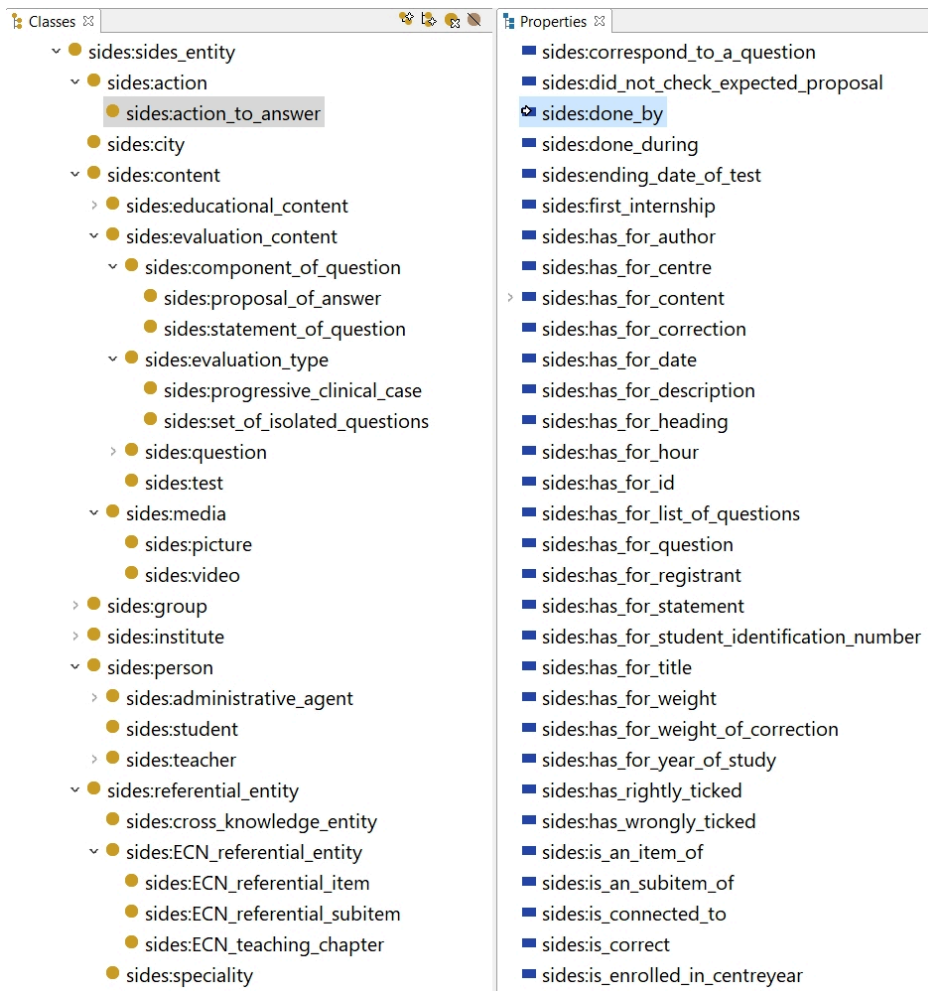 Classes
sides:sides_entity
sides:action
sides:action_to_answer
sides:city
sides:content
sides:educational_content
sides:evaluation_content
sides:component_of_question
sides:proposal_of_answer
sides:statement_of_question
sides:evaluation_type
sides:progressive_clinical_case
sides:set_of_isolated_questions
sides:question
sides:test
sides:media
sides:picture
sides:video
sides:group
sides:institute
sides:person
sides:administrative_agent
sides:student
sides:teacher
sides:referential_entity
sides:cross_knowledge_entity
sides:ECN_referential_entity
sides:ECN_referential_item
sides:ECN_referential_subitem
sides:ECN_teaching_chapter
sides:speciality
Properties
sides:correspond_to_a_question
sides:did_not_check_expected_proposal
sides:done_by
sides:done_during
sides:ending_date_of_test
sides:first_internship
sides:has_for_author
sides:has_for_centre
sides:has_for_content
sides:has_for_correction
sides:has_for_date
sides:has_for_description
sides:has_for_heading
sides:has_for_hour
sides:has_for_id
sides:has_for_list_of_questions
sides:has_for_question
sides:has_for_registrant
sides:has_for_statement
sides:has_for_student_identification_number
sides:has_for_title
sides:has_for_weight
sides:has_for_weight_of_correction
sides:has_for_year_of_study
sides:has_rightly_ticked
sides:has_wrongly_ticked
sides:is_an_item_of
sides:is_an_subitem_of
sides:is_connected_to
sides:is_correct
sides:is_enrolled_in_centreyear